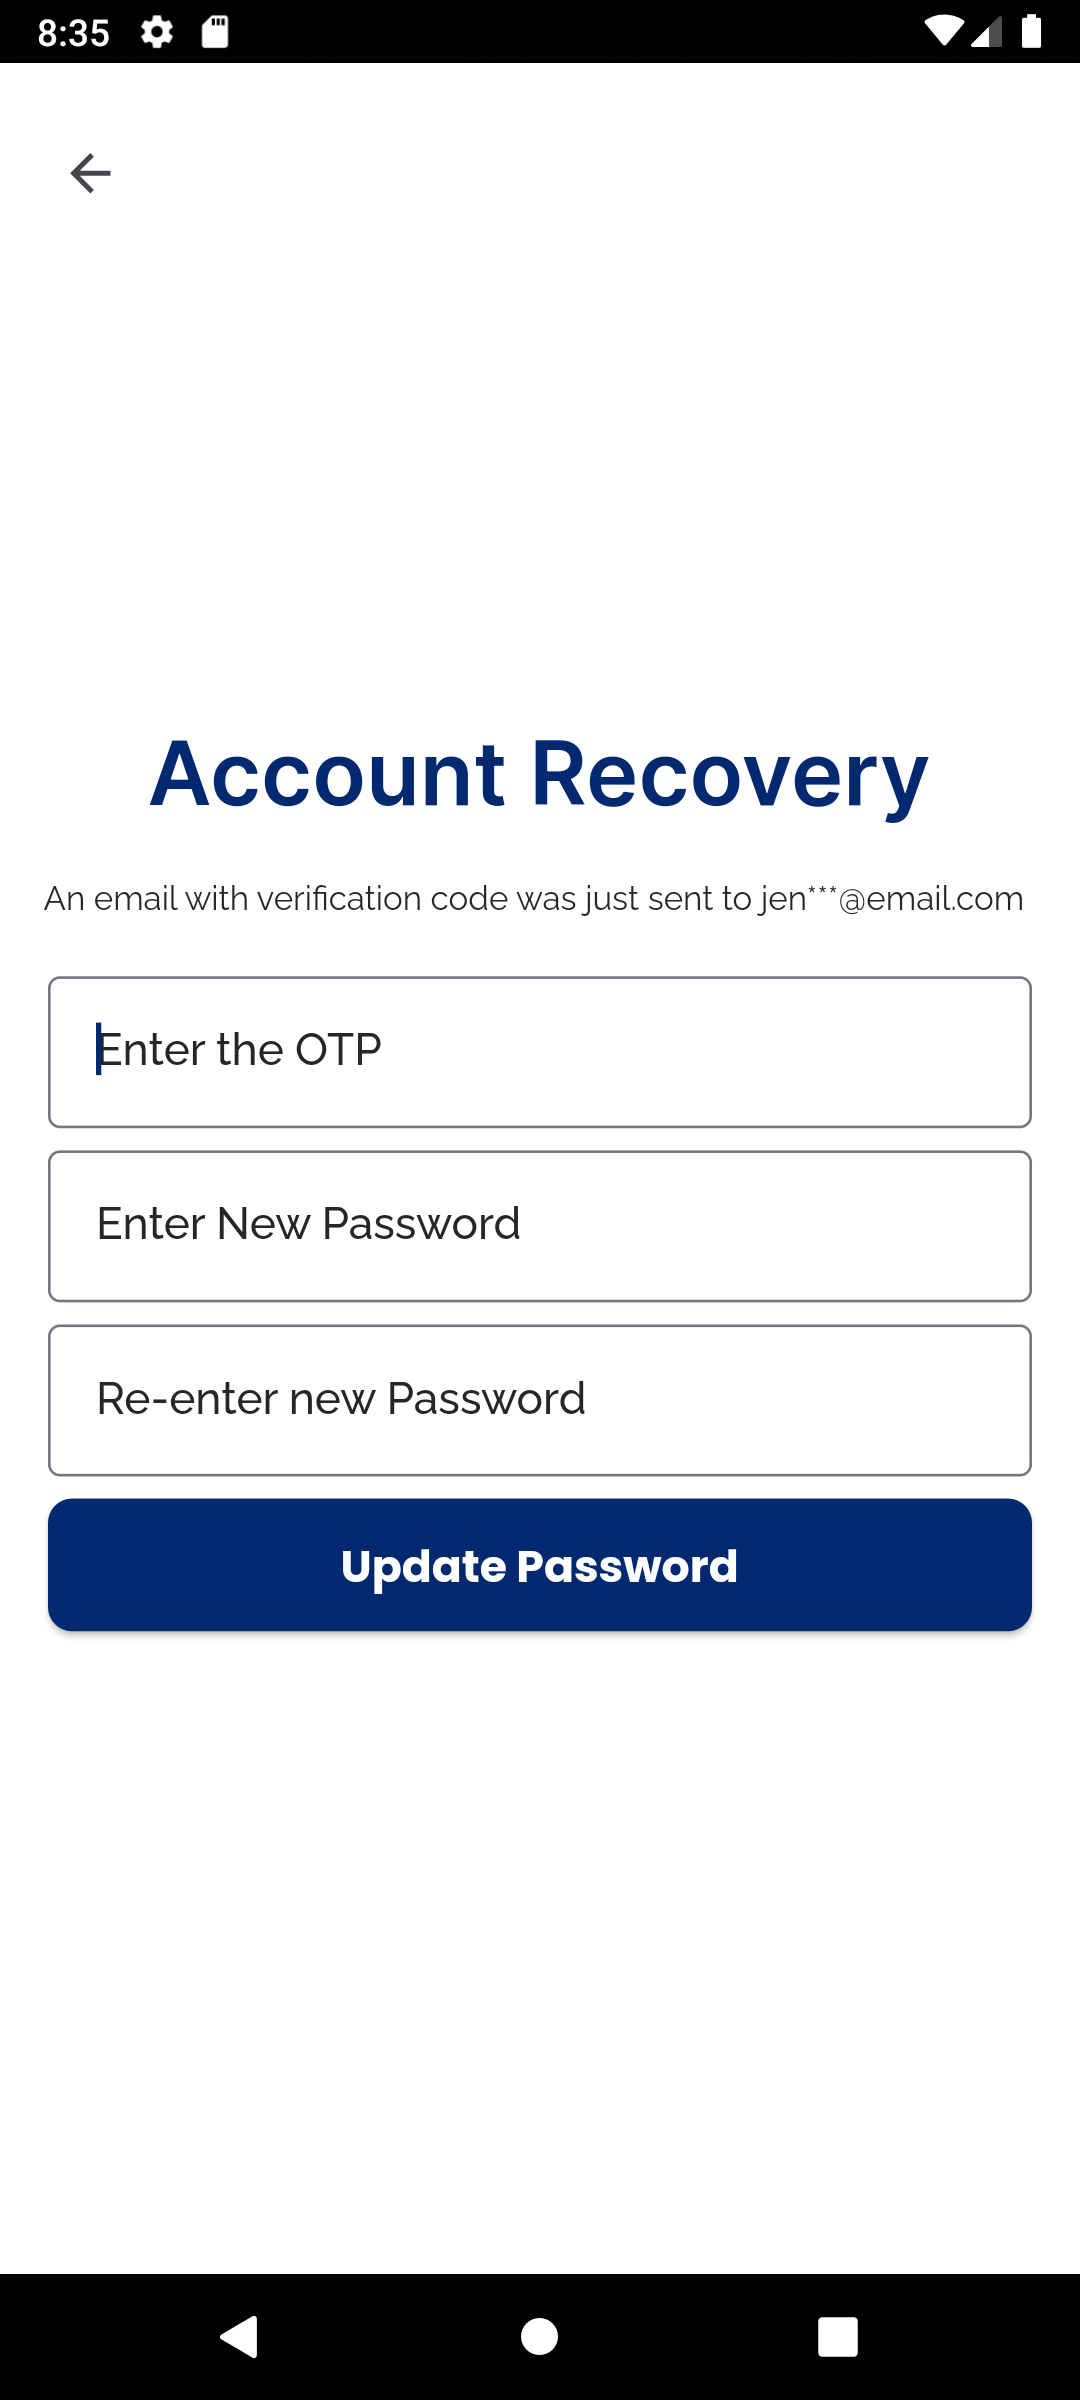 8:35
Account Recovery
An email with verification code was just sent to jen***@email.com
Enter the OTP
Enter New Password
Re-enter new Password
Update Password